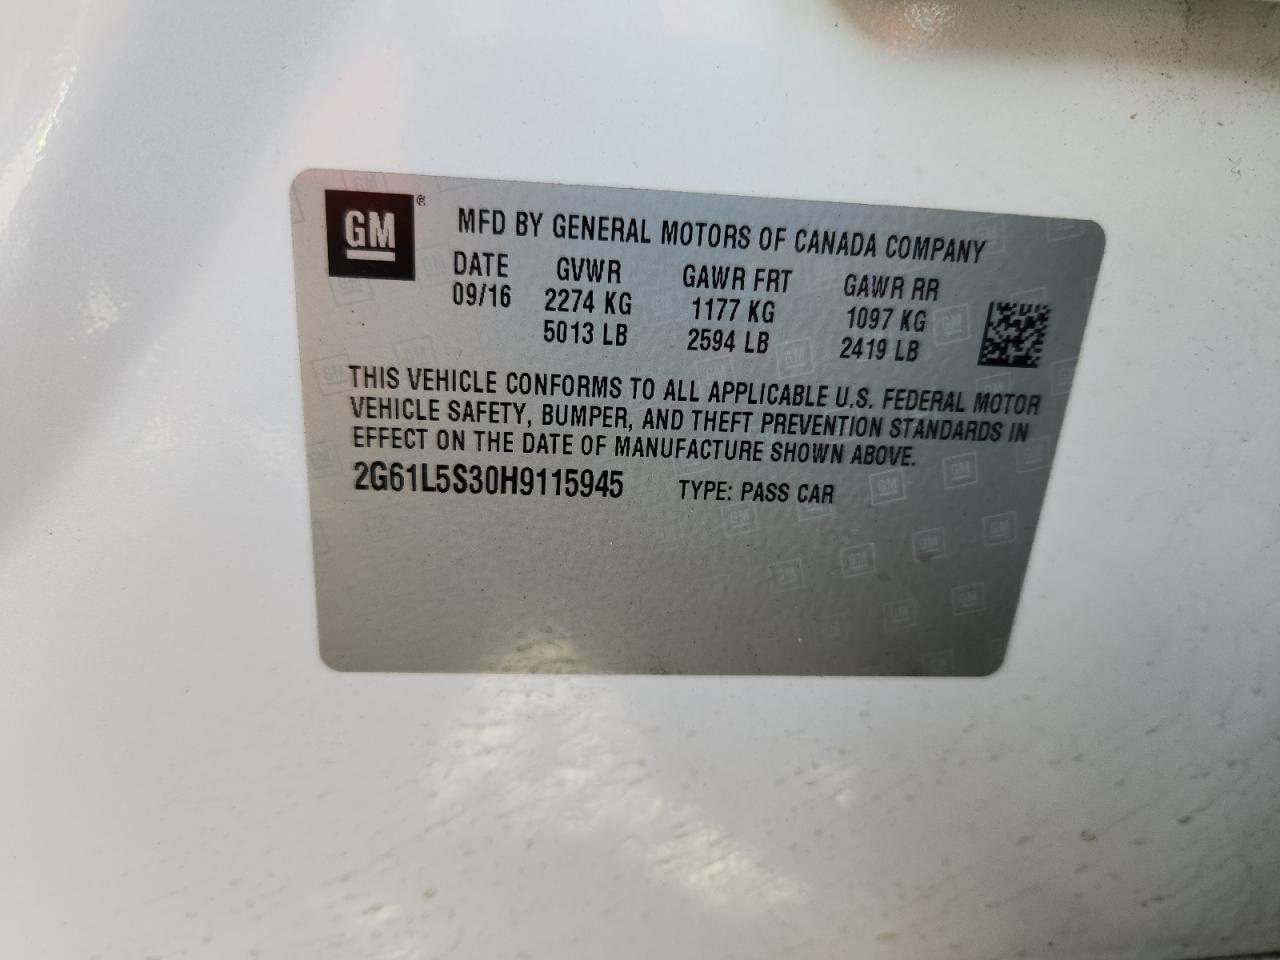 GM®
MFD BY GENERAL MOTORS OF CANADA COMPANY
DATE GVWR GAWR FRT GAWR RR
09/16 2274 KG 1177 KG 1097 KG
5013 LB 2594 LB 2419 LB
THIS VEHICLE CONFORMS TO ALL APPLICABLE U.S. FEDERAL MOTOR
VEHICLE SAFETY, BUMPER, AND THEFT PREVENTION STANDARDS IN
EFFECT ON THE DATE OF MANUFACTURE SHOWN ABOVE.
2G61L5S30H9115945 TYPE: PASS CAR